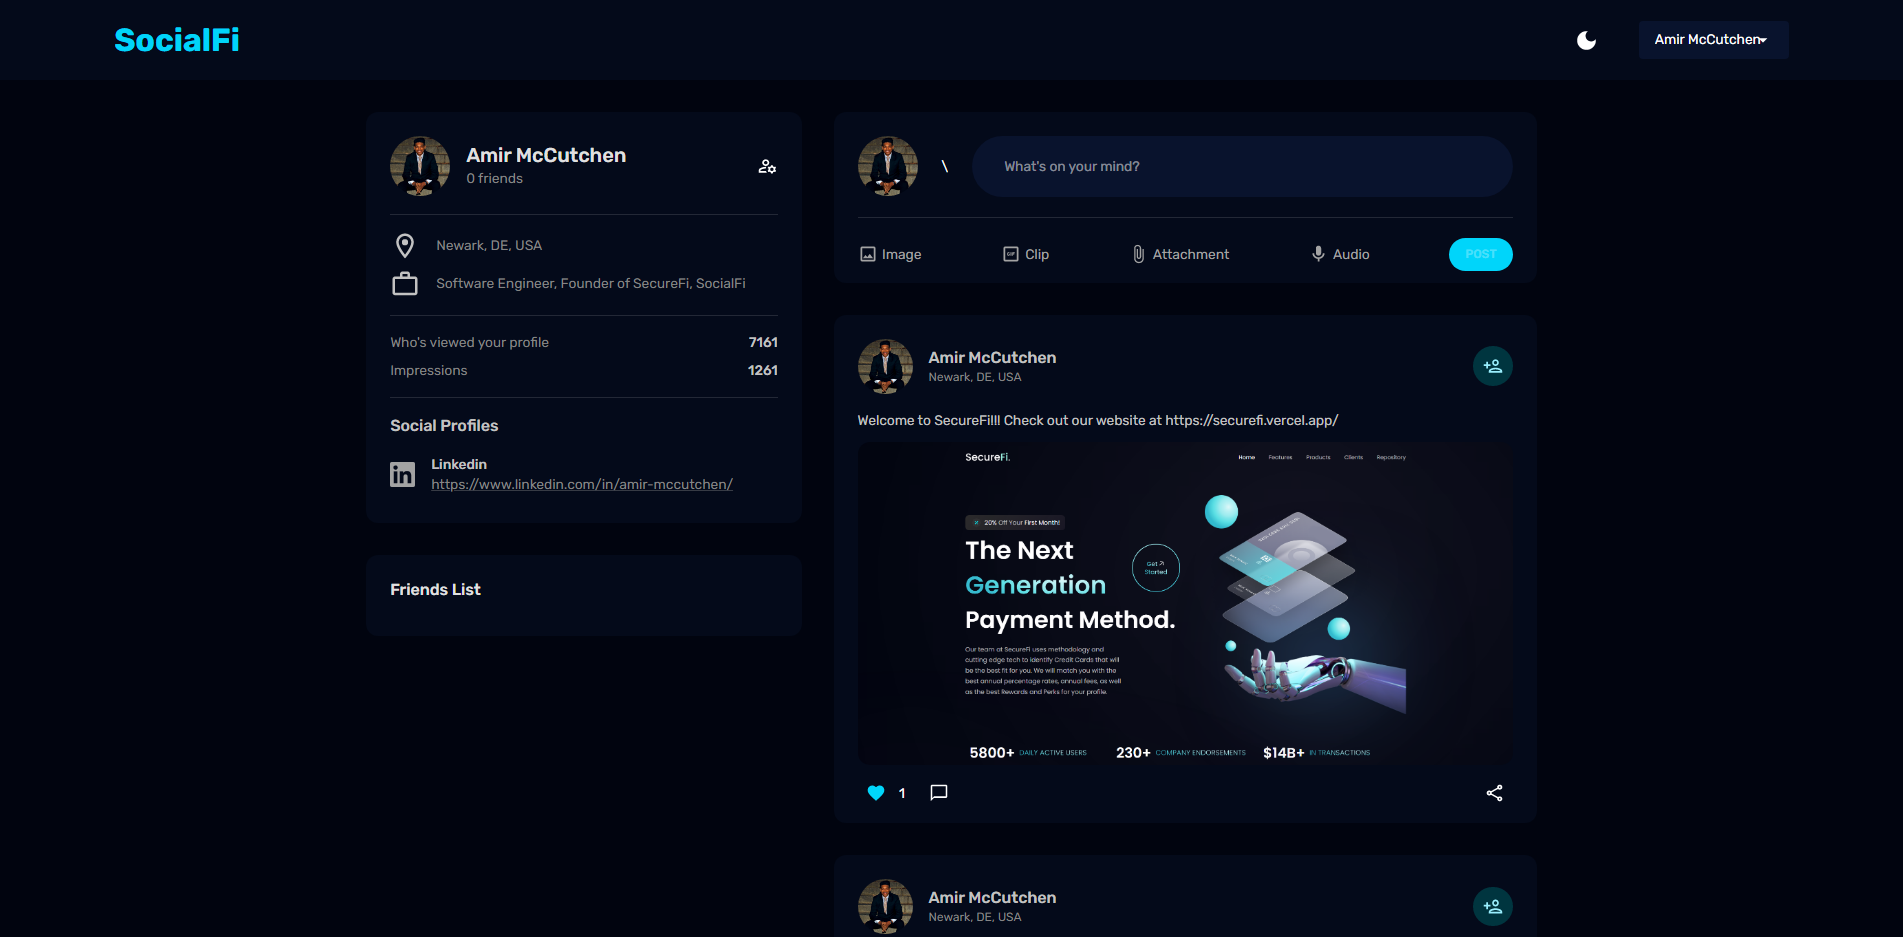 SocialFi
Amir McCutchen
Amir McCutchen
0 friends
Newark, DE, USA
Software Engineer, Founder of SecureFi, SocialFi
Who's viewed your profile 7161
Impressions 1261
Social Profiles
Linkedin
https://www.linkedin.com/in/amir-mccutchen/
Friends List
\ What's on your mind?
Image Clip Attachment Audio POST
Amir McCutchen
Newark, DE, USA
Welcome to SecureFi!!! Check out our website at https://securefi.vercel.app/
SecureFi. Home Features Products Clients Repository
20% Off Your First Month!
The Next
Generation
Payment Method.
Get
Started
Our team at SecureFi uses methodology and
cutting edge tech to identify Credit Cards that will
be the best fit for you. We will match you with the
best annual percentage rates, annual fees, as well
as the best Rewards and Perks for your profile.
5800+ DAILY ACTIVE USERS 230+ COMPANY ENDORSEMENTS $14B+ IN TRANSACTIONS
1
Amir McCutchen
Newark, DE, USA